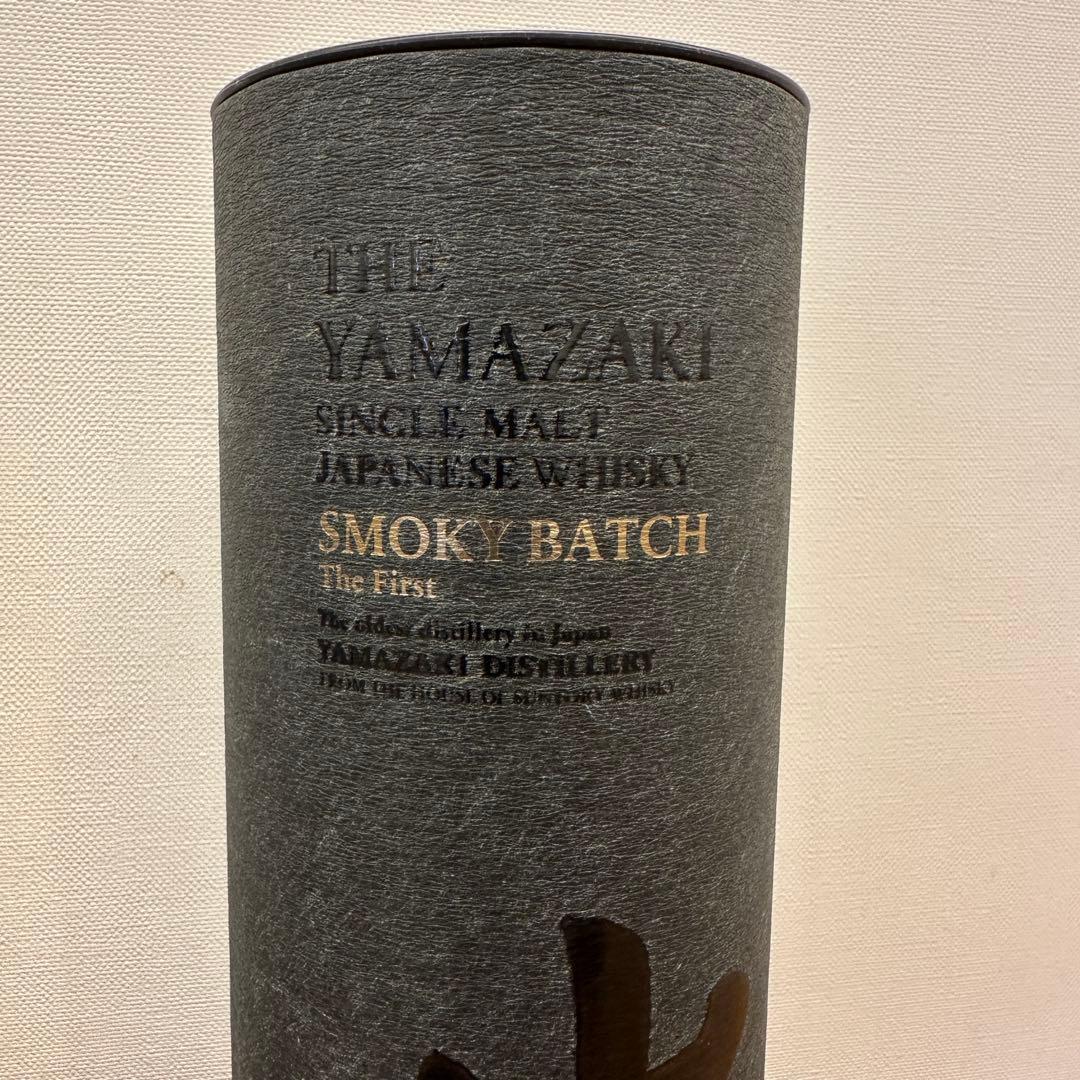 THE
YAMAZAKI
SINGLE MALT
JAPANESE WHISKY
SMOKY BATCH
The First
The oldest distillery in Japan
YAMAZAKI DISTILLERY
FROM THE HOUSE OF SUNTORY WHISKY